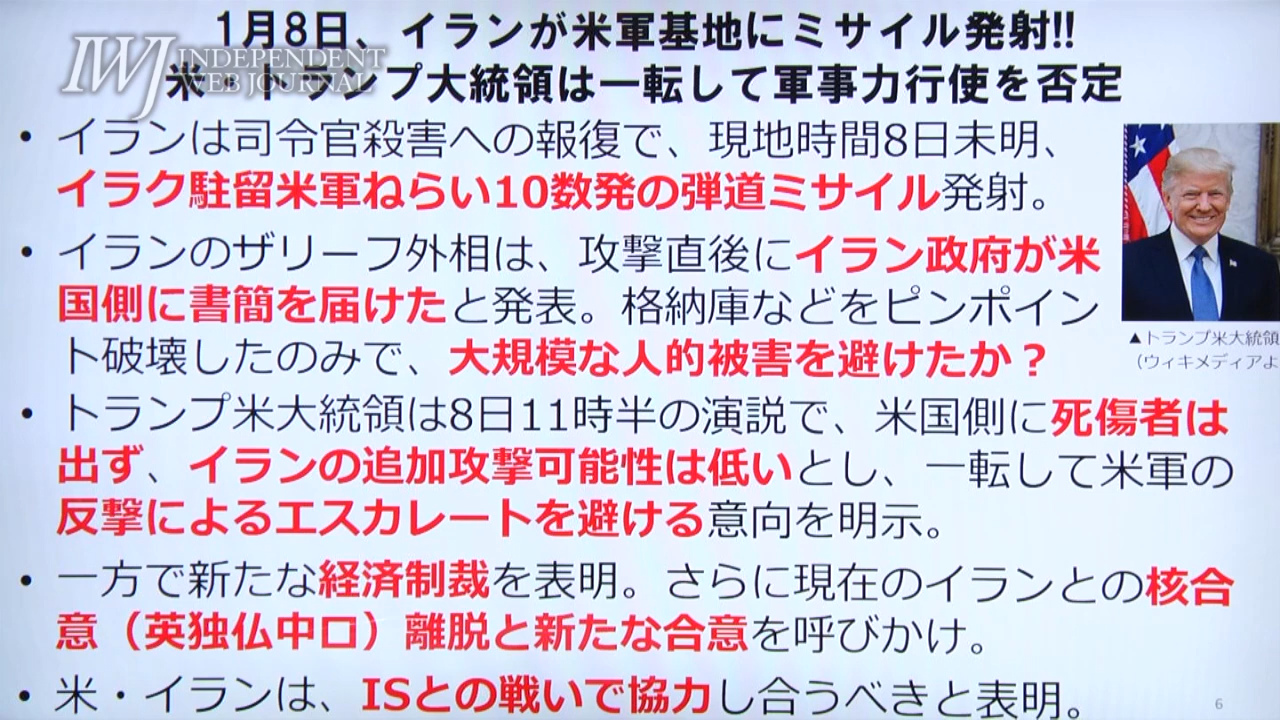 1月8日、イランが米軍基地にミサイル発射!!
IWJ INDEPENDENT
WEB JOURNAL
米・トランプ大統領は一転して軍事力行使を否定
• イランは司令官殺害への報復で、現地時間8日未明、
イラク駐留米軍ねらい10数発の弾道ミサイル発射。
• イランのザリーフ外相は、攻撃直後にイラン政府が米
国側に書簡を届けたと発表。格納庫などをピンポイン
ト破壊したのみで、大規模な人的被害を避けたか？
▲トランプ米大統領
（ウィキメディアよ
• トランプ米大統領は8日11時半の演説で、米国側に死傷者は
出ず、イランの追加攻撃可能性は低いとし、一転して米軍の
反撃によるエスカレートを避ける意向を明示。
• 一方で新たな経済制裁を表明。さらに現在のイランとの核合
意（英独仏中ロ）離脱と新たな合意を呼びかけ。
• 米・イランは、ISとの戦いで協力し合うべきと表明。
6